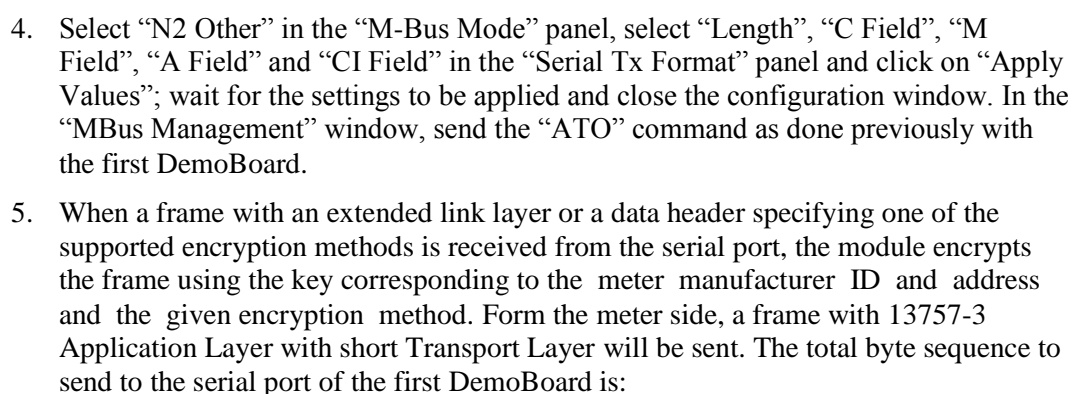 4. Select “N2 Other” in the “M-Bus Mode” panel, select “Length”, “C Field”, “M
Field”, “A Field” and “CI Field” in the “Serial Tx Format” panel and click on “Apply
Values”; wait for the settings to be applied and close the configuration window. In the
“MBus Management” window, send the “ATO” command as done previously with
the first DemoBoard.
5. When a frame with an extended link layer or a data header specifying one of the
supported encryption methods is received from the serial port, the module encrypts
the frame using the key corresponding to the meter manufacturer ID and address
and the given encryption method. Form the meter side, a frame with 13757-3
Application Layer with short Transport Layer will be sent. The total byte sequence to
send to the serial port of the first DemoBoard is: